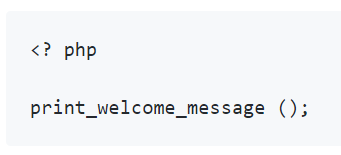 <? php
print_welcome_message ();